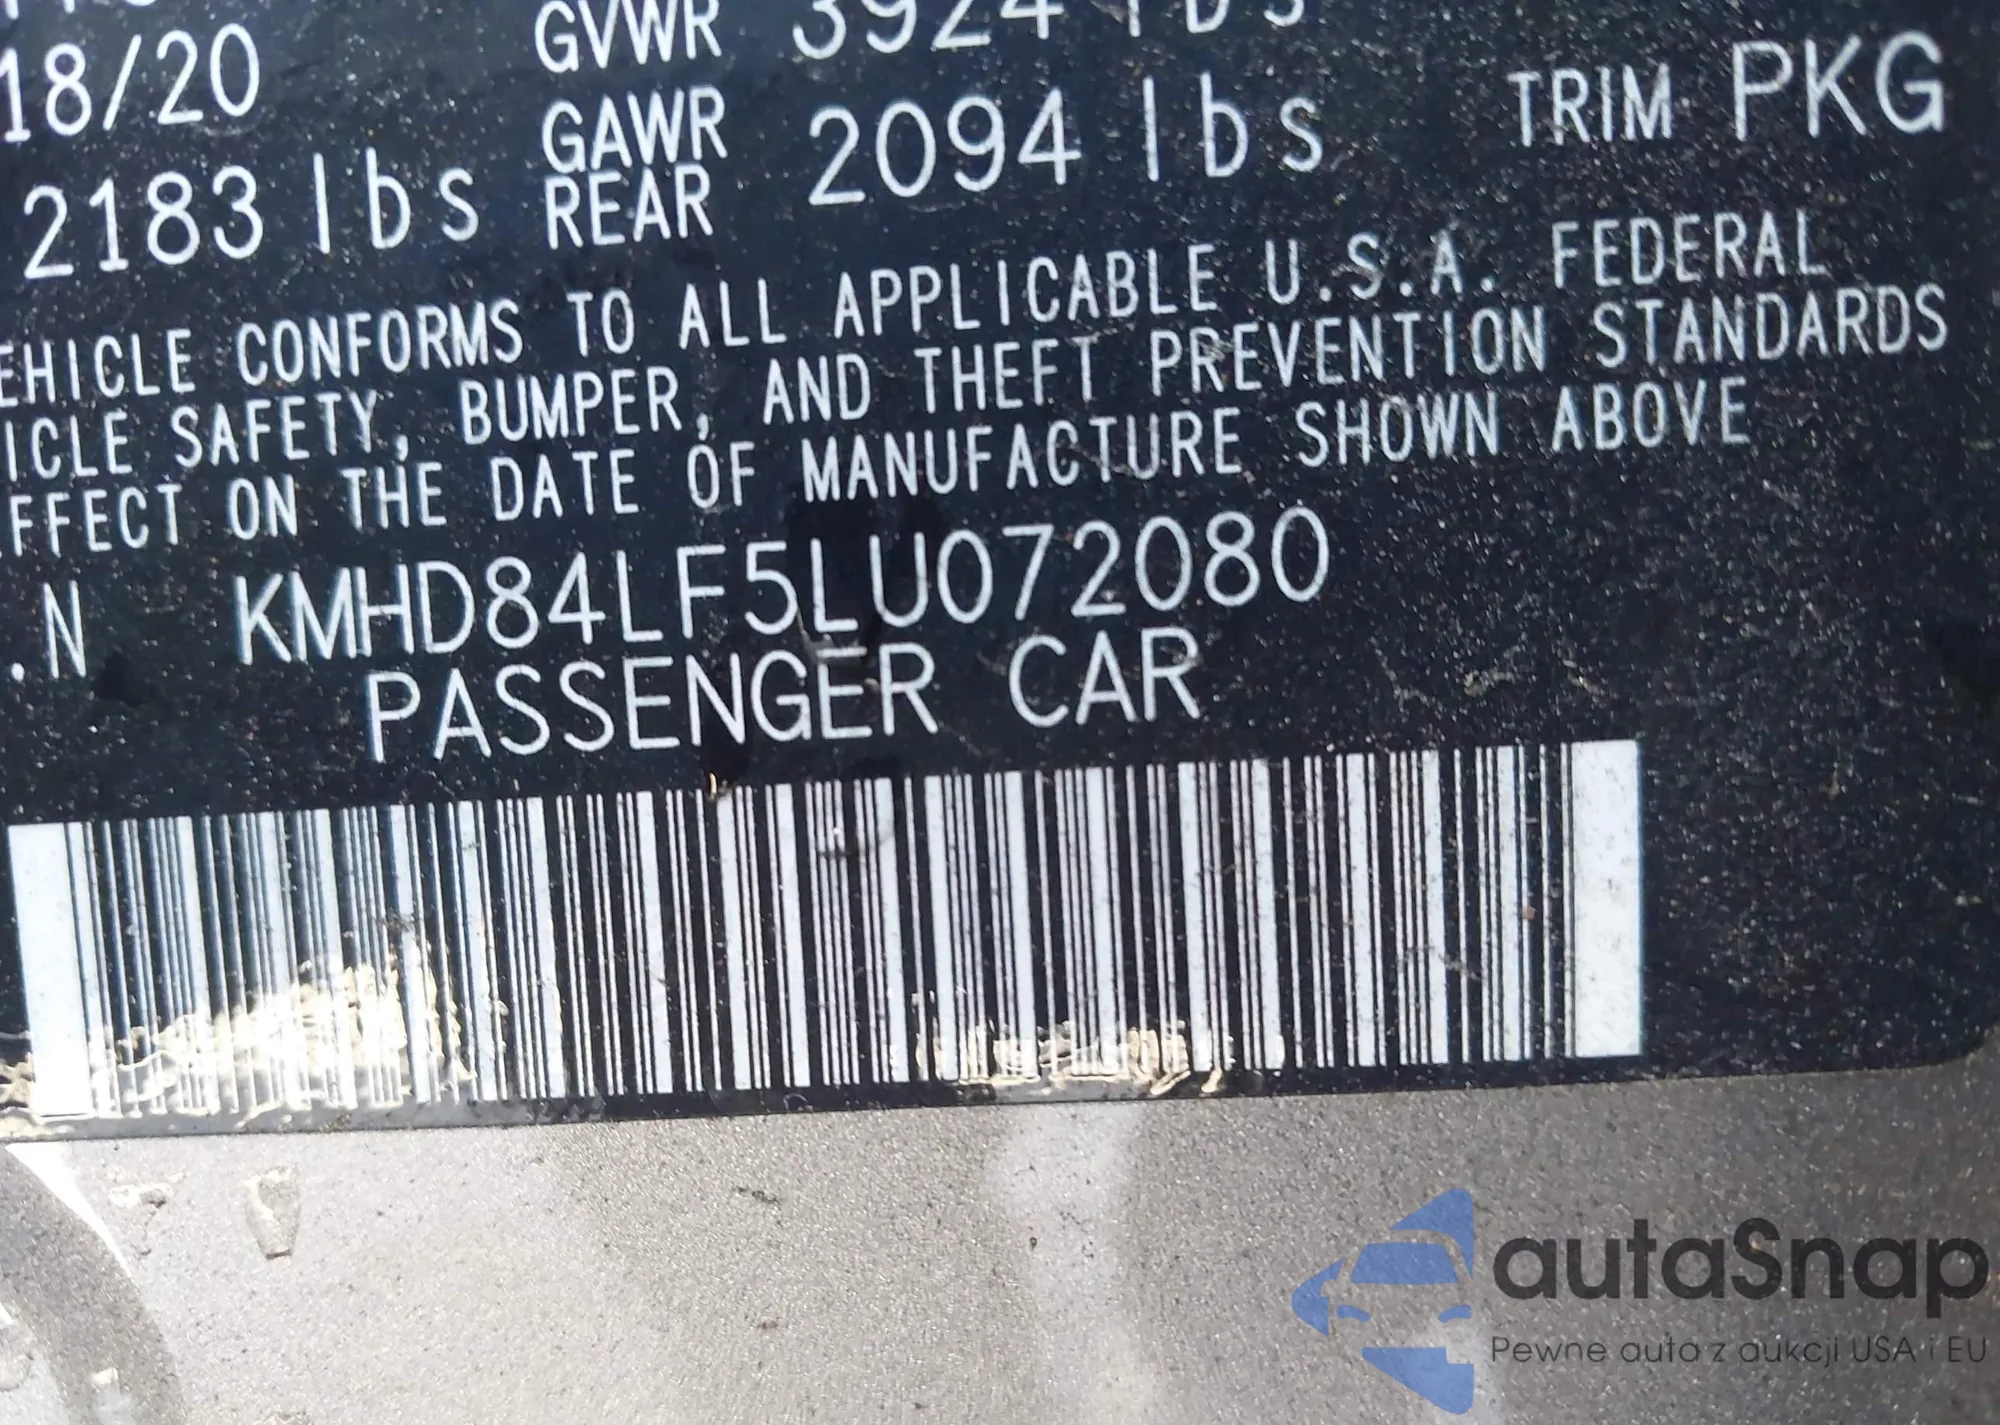 GVWR 3924 lbs
18/20
GAWR REAR 2094 lbs TRIM PKG
2183 lbs
EHICLE CONFORMS TO ALL APPLICABLE U.S.A. FEDERAL
ICLE SAFETY, BUMPER, AND THEFT PREVENTION STANDARDS
FFECT ON THE DATE OF MANUFACTURE SHOWN ABOVE
.N KMHD84LF5LU072080
PASSENGER CAR
autaSnap
Pewne auta z aukcji USA i EU